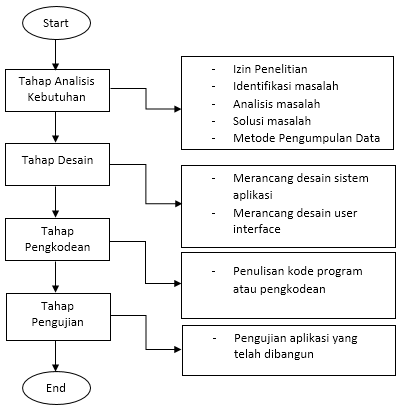 Start
Tahap Analisis
Kebutuhan
- Izin Penelitian
- Identifikasi masalah
- Analisis masalah
- Solusi masalah
- Metode Pengumpulan Data
Tahap Desain
- Merancang desain sistem
aplikasi
- Merancang desain user
interface
Tahap
Pengkodean
- Penulisan kode program
atau pengkodean
Tahap
Pengujian
- Pengujian aplikasi yang
telah dibangun
End